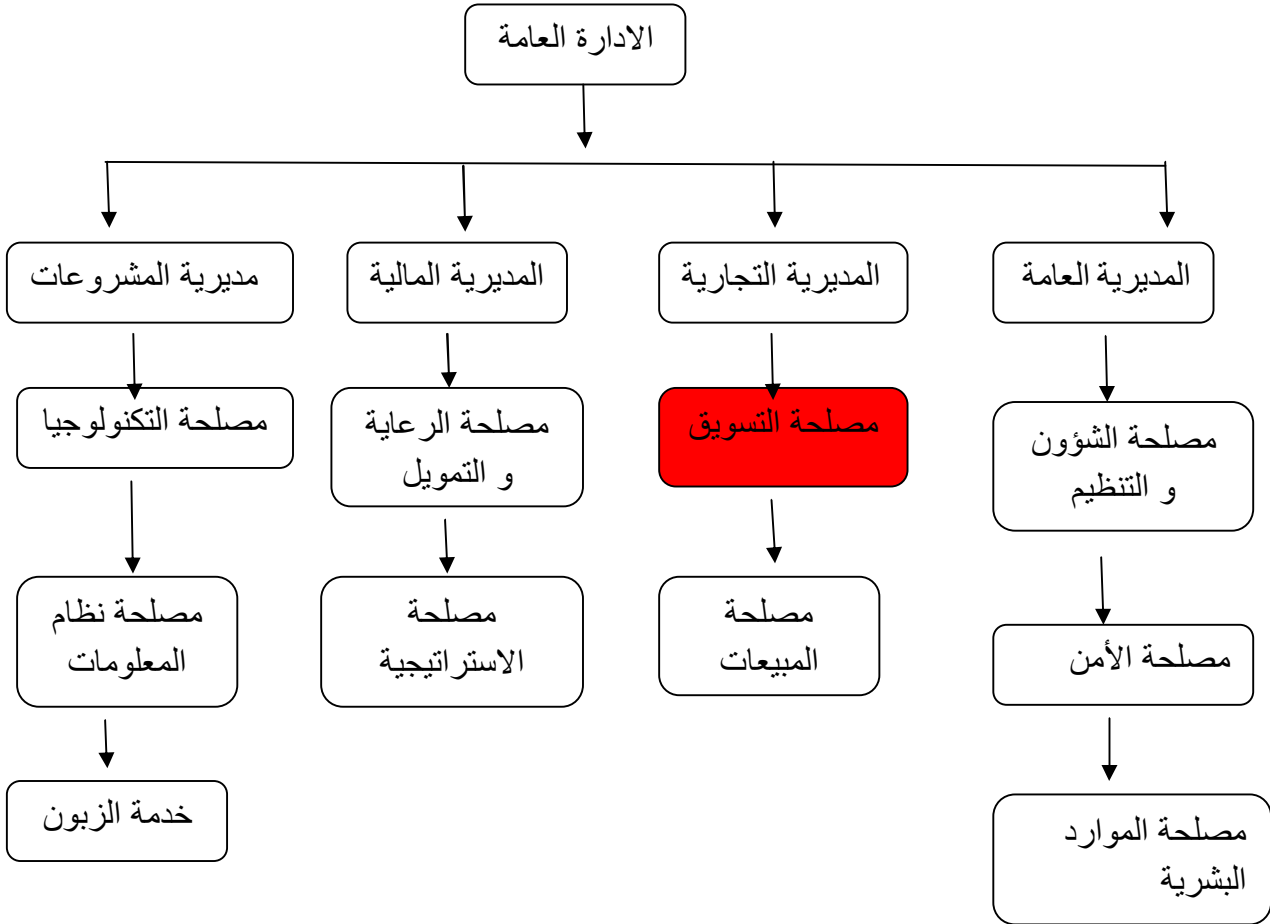 الادارة العامة
المديرية العامة
المديرية التجارية
المديرية المالية
مديرية المشروعات
مصلحة الشؤون
و التنظيم
مصلحة التسويق
مصلحة الرعاية
و التمويل
مصلحة التكنولوجيا
مصلحة الأمن
مصلحة
المبيعات
مصلحة
الاستراتيجية
مصلحة نظام
المعلومات
مصلحة الموارد
البشرية
خدمة الزبون